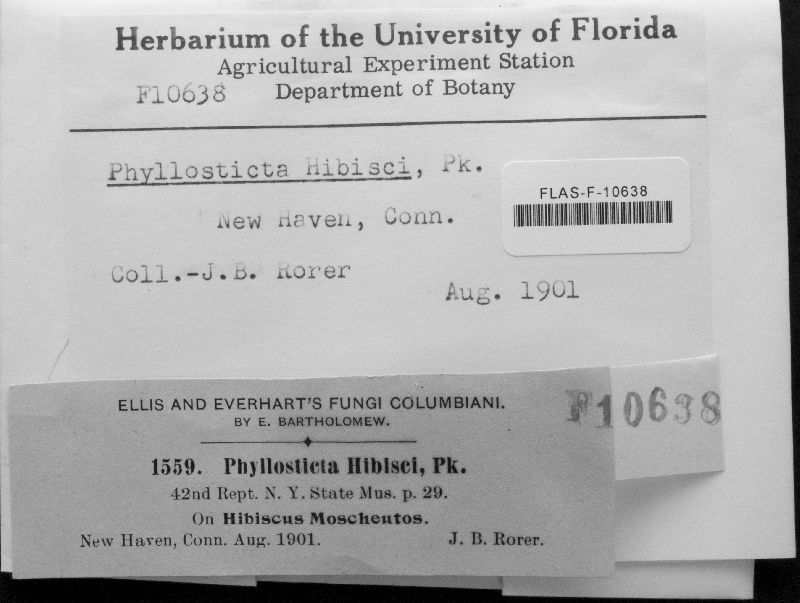 Herbarium of the University of Florida
Agricultural Experiment Station
F10638 Department of Botany
Phyllosticta Hibisci, Pk.
FLAS-F-10638
New Haven, Conn.
Coll.-J.B. Rorer
Aug. 1901
ELLIS AND EVERHART'S FUNGI COLUMBIANI.
BY E. BARTHOLOMEW.
F10638
1559. Phyllosticta Hibisci, Pk.
42nd Rept. N. Y. State Mus. p. 29.
On Hibiscus Moscheutos.
New Haven, Conn. Aug. 1901. J. B. Rorer.